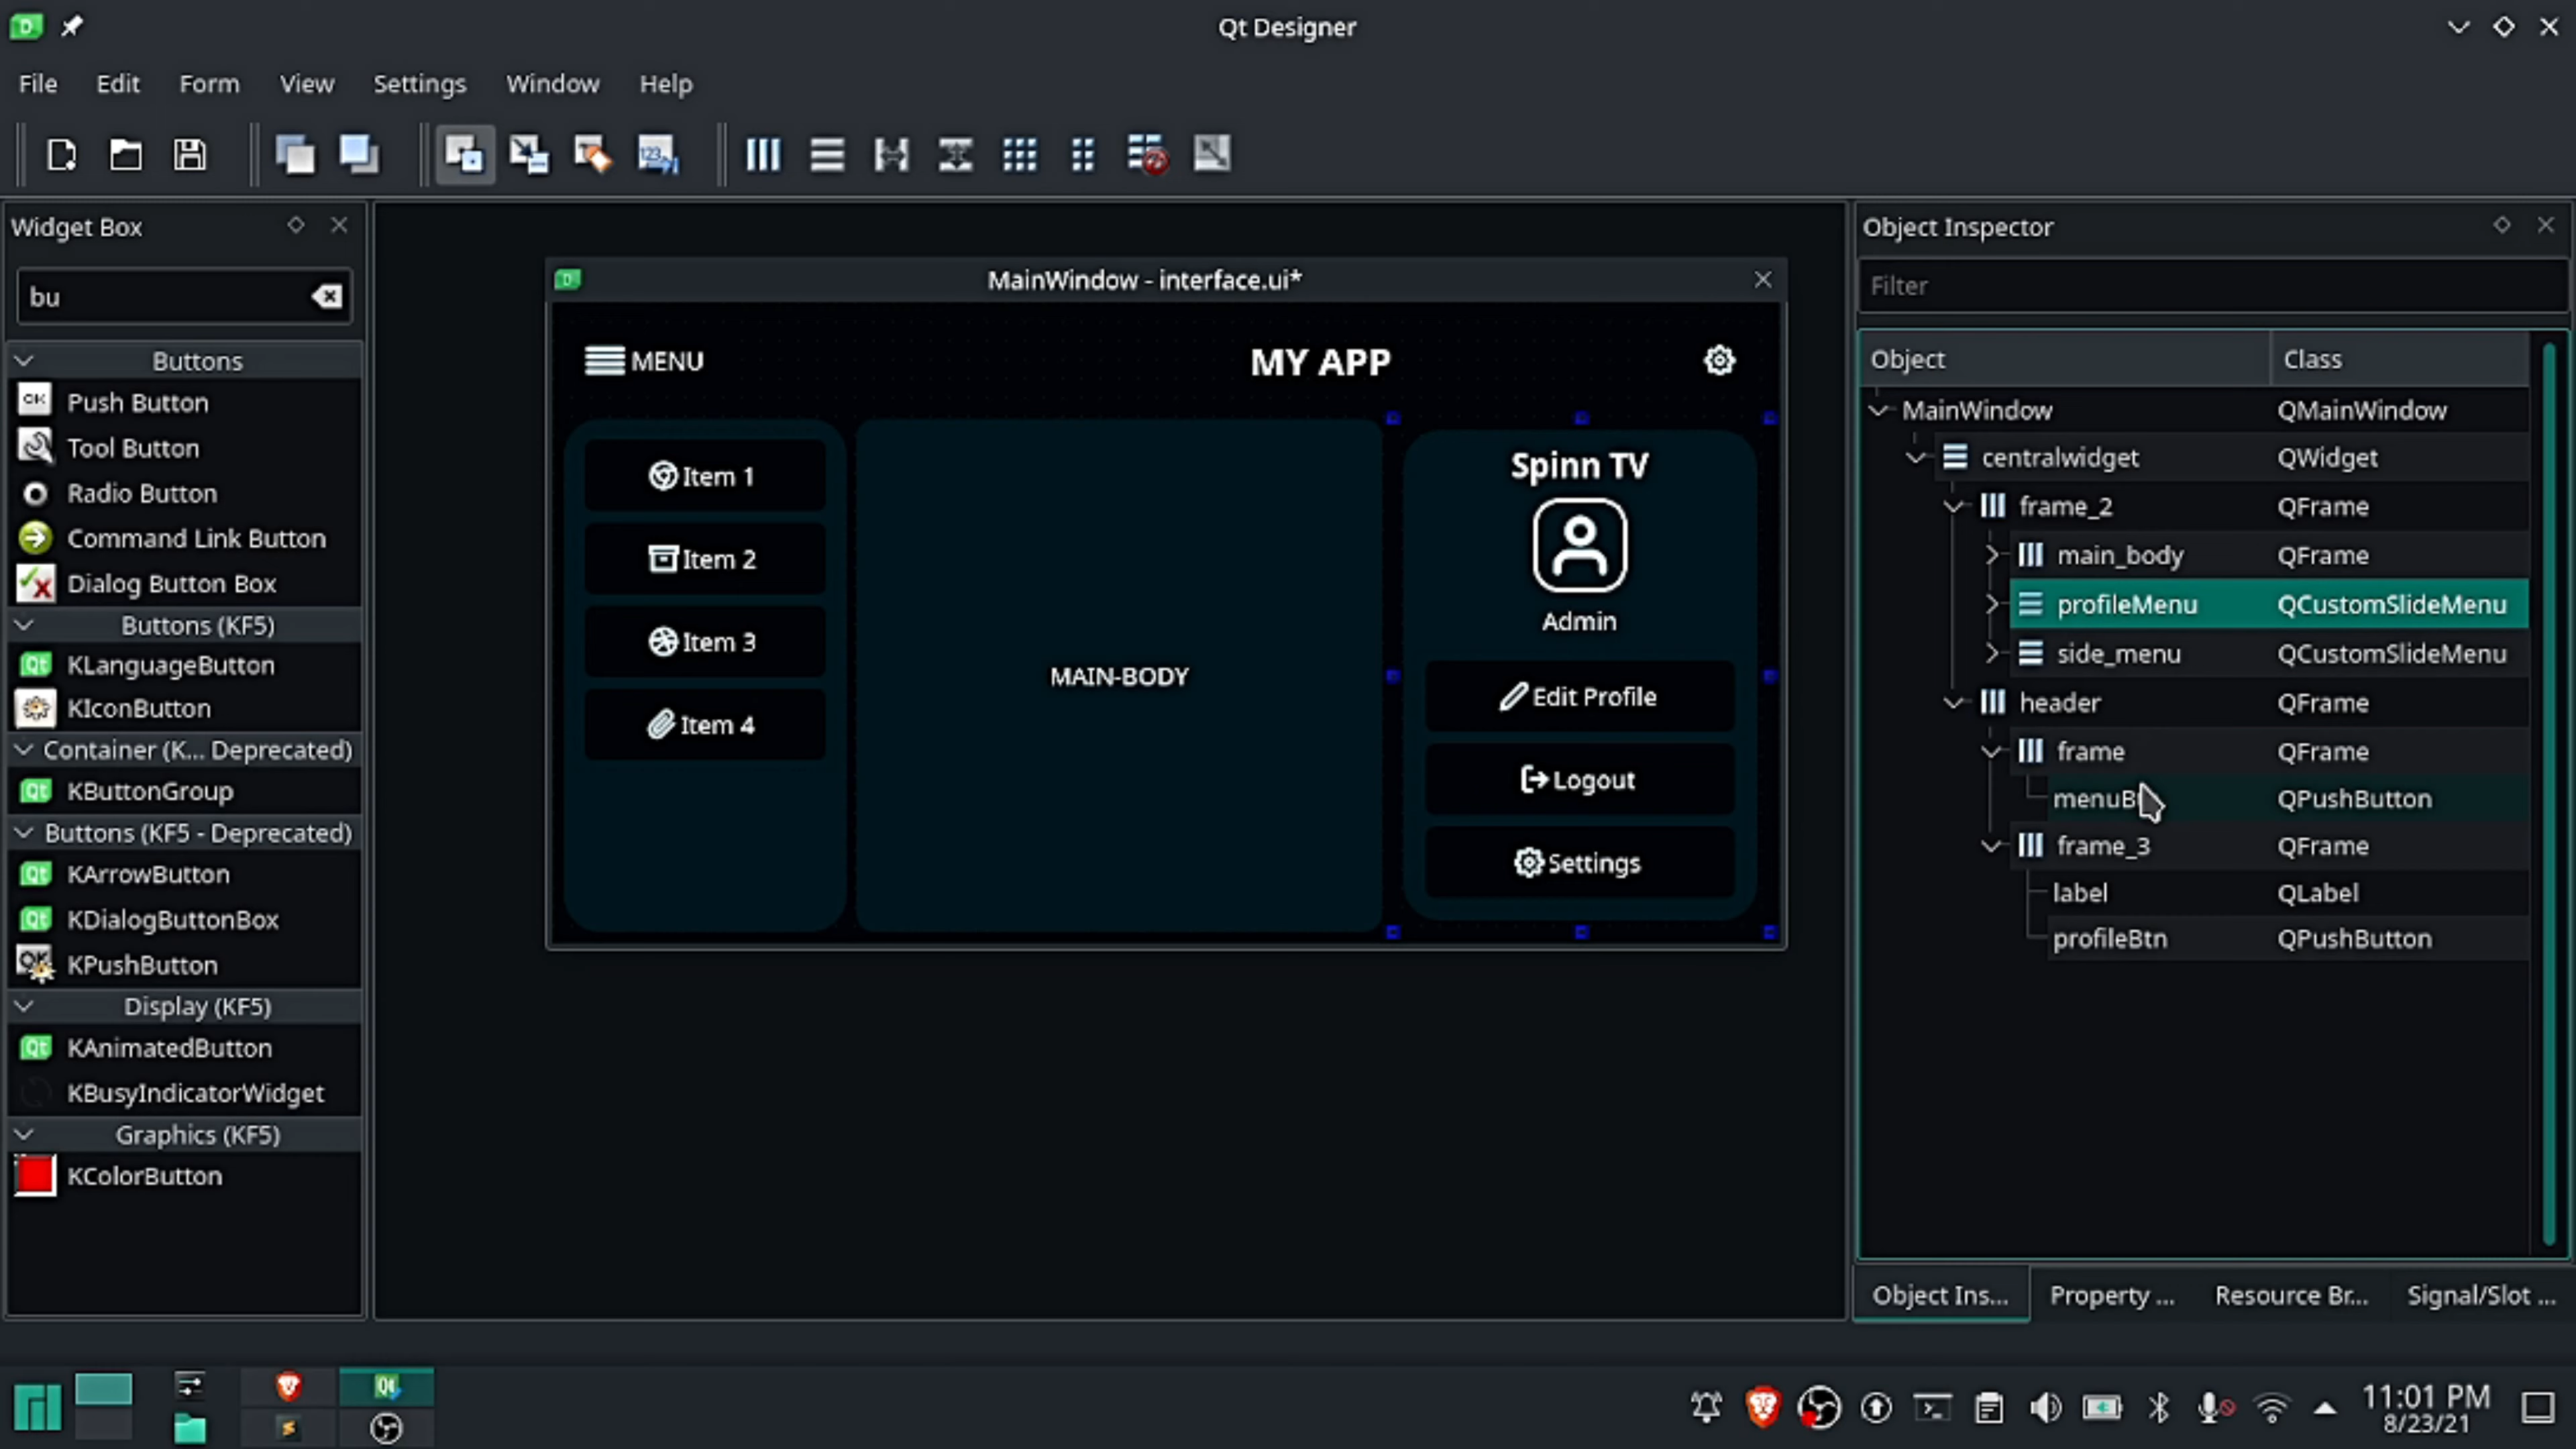 Qt Designer
File Edit Form View Settings Window Help
Widget Box
bu
Buttons
Push Button
Tool Button
Radio Button
Command Link Button
Dialog Button Box
Buttons (KF5)
KLanguageButton
KIconButton
Container (K... Deprecated)
KButtonGroup
Buttons (KF5 - Deprecated)
KArrowButton
KDialogButtonBox
KPushButton
Display (KF5)
KAnimatedButton
KBusyIndicatorWidget
Graphics (KF5)
KColorButton
MainWindow - interface.ui*
MENU
MY APP
Item 1
Item 2
Item 3
Item 4
MAIN-BODY
Spinn TV
Admin
Edit Profile
Logout
Settings
Object Inspector
Filter
Object Class
MainWindow QMainWindow
centralwidget QWidget
frame_2 QFrame
main_body QFrame
profileMenu QCustomSlideMenu
side_menu QCustomSlideMenu
header QFrame
frame QFrame
QPushButton
frame_3 QFrame
label QLabel
profileBtn QPushButton
Object Ins... Property ... Resource Br... Signal/Slot ...
11:01 PM
8/23/21